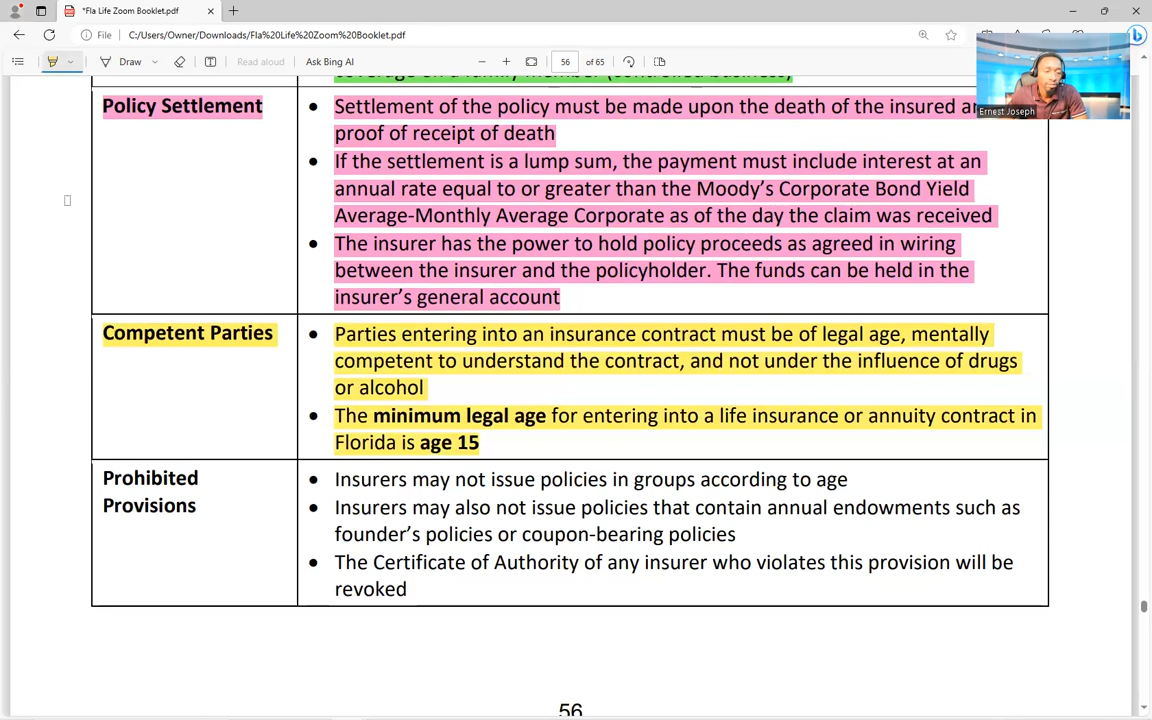 *Fla Life Zoom Booklet.pdf
File
C:/Users/Owner/Downloads/Fla%20Life%20Zoom%20Booklet.pdf
Draw
Read aloud
Ask Bing AI
56
of 65
Ernest Joseph
coverage on a family member (controlled business)
Policy Settlement
• Settlement of the policy must be made upon the death of the insured
proof of receipt of death
• If the settlement is a lump sum, the payment must include interest at an
annual rate equal to or greater than the Moody's Corporate Bond Yield
Average-Monthly Average Corporate as of the day the claim was received
• The insurer has the power to hold policy proceeds as agreed in wiring
between the insurer and the policyholder. The funds can be held in the
insurer's general account
Competent Parties
• Parties entering into an insurance contract must be of legal age, mentally
competent to understand the contract, and not under the influence of drugs
or alcohol
• The minimum legal age for entering into a life insurance or annuity contract in
Florida is age 15
Prohibited
Provisions
• Insurers may not issue policies in groups according to age
• Insurers may also not issue policies that contain annual endowments such as
founder's policies or coupon-bearing policies
• The Certificate of Authority of any insurer who violates this provision will be
revoked
56